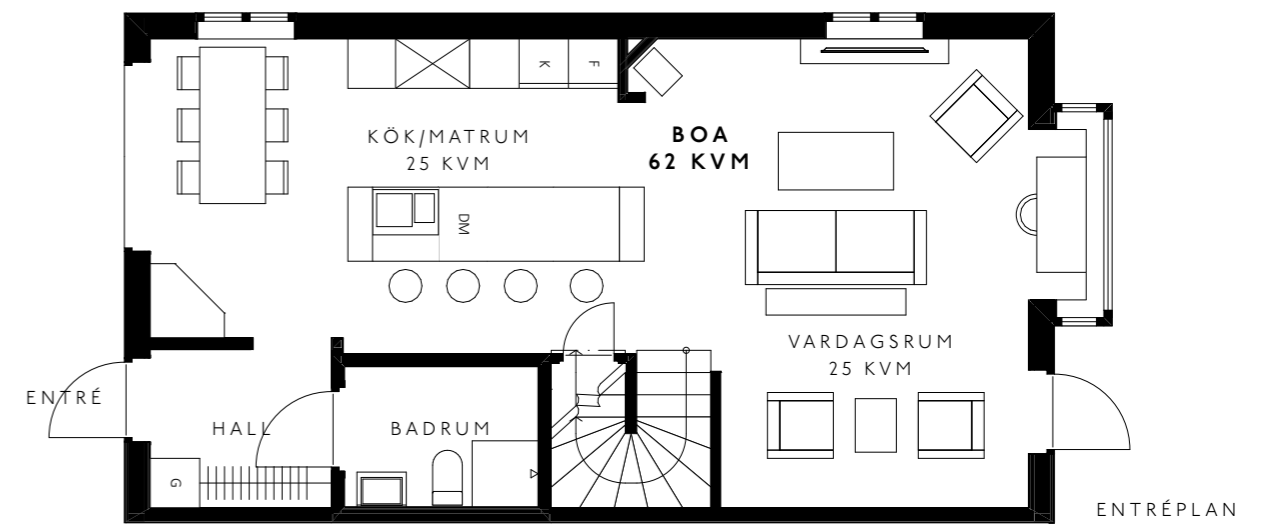 K
F
KÖK/MATRUM
25 KVM
BOA
62 KVM
DM
VARDAGSRUM
25 KVM
ENTRÉ
HALL
BADRUM
G
ENTRÉPLAN